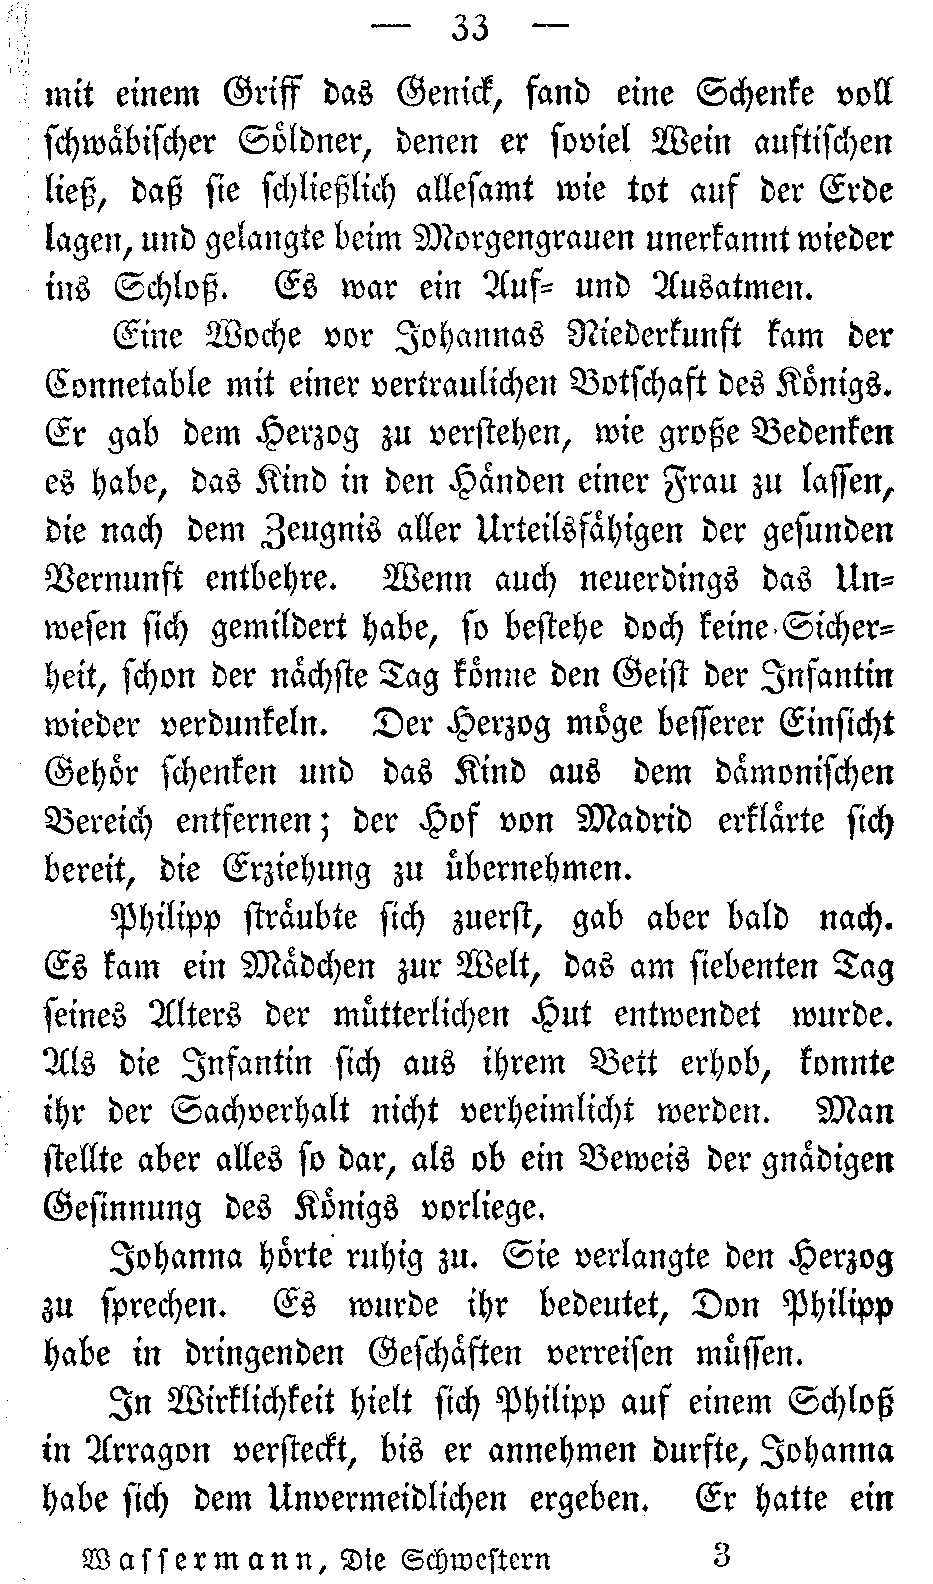 — 33 —
mit einem Griff das Genick, fand eine Schenke voll
schwäbischer Söldner, denen er soviel Wein auftischen
ließ, daß sie schließlich allesamt wie tot auf der Erde
lagen, und gelangte beim Morgengrauen unerkannt wieder
ins Schloß. Es war ein Auf- und Ausatmen.
Eine Woche vor Johannas Niederkunft kam der
Connetable mit einer vertraulichen Botschaft des Königs.
Er gab dem Herzog zu verstehen, wie große Bedenken
es habe, das Kind in den Händen einer Frau zu lassen,
die nach dem Zeugnis aller Urteilsfähigen der gesunden
Vernunft entbehre. Wenn auch neuerdings das Un-
wesen sich gemildert habe, so bestehe doch keine Sicher-
heit, schon der nächste Tag könne den Geist der Infantin
wieder verdunkeln. Der Herzog möge besserer Einsicht
Gehör schenken und das Kind aus dem dämonischen
Bereich entfernen; der Hof von Madrid erklärte sich
bereit, die Erziehung zu übernehmen.
Philipp sträubte sich zuerst, gab aber bald nach.
Es kam ein Mädchen zur Welt, das am siebenten Tag
seines Alters der mütterlichen Hut entwendet wurde.
Als die Infantin sich aus ihrem Bett erhob, konnte
ihr der Sachverhalt nicht verheimlicht werden. Man
stellte aber alles so dar, als ob ein Beweis der gnädigen
Gesinnung des Königs vorliege.
Johanna hörte ruhig zu. Sie verlangte den Herzog
zu sprechen. Es wurde ihr bedeutet, Don Philipp
habe in dringenden Geschäften verreisen müssen.
In Wirklichkeit hielt sich Philipp auf einem Schloß
in Arragon versteckt, bis er annehmen durfte, Johanna
habe sich dem Unvermeidlichen ergeben. Er hatte ein
Wassermann, Die Schwestern 3